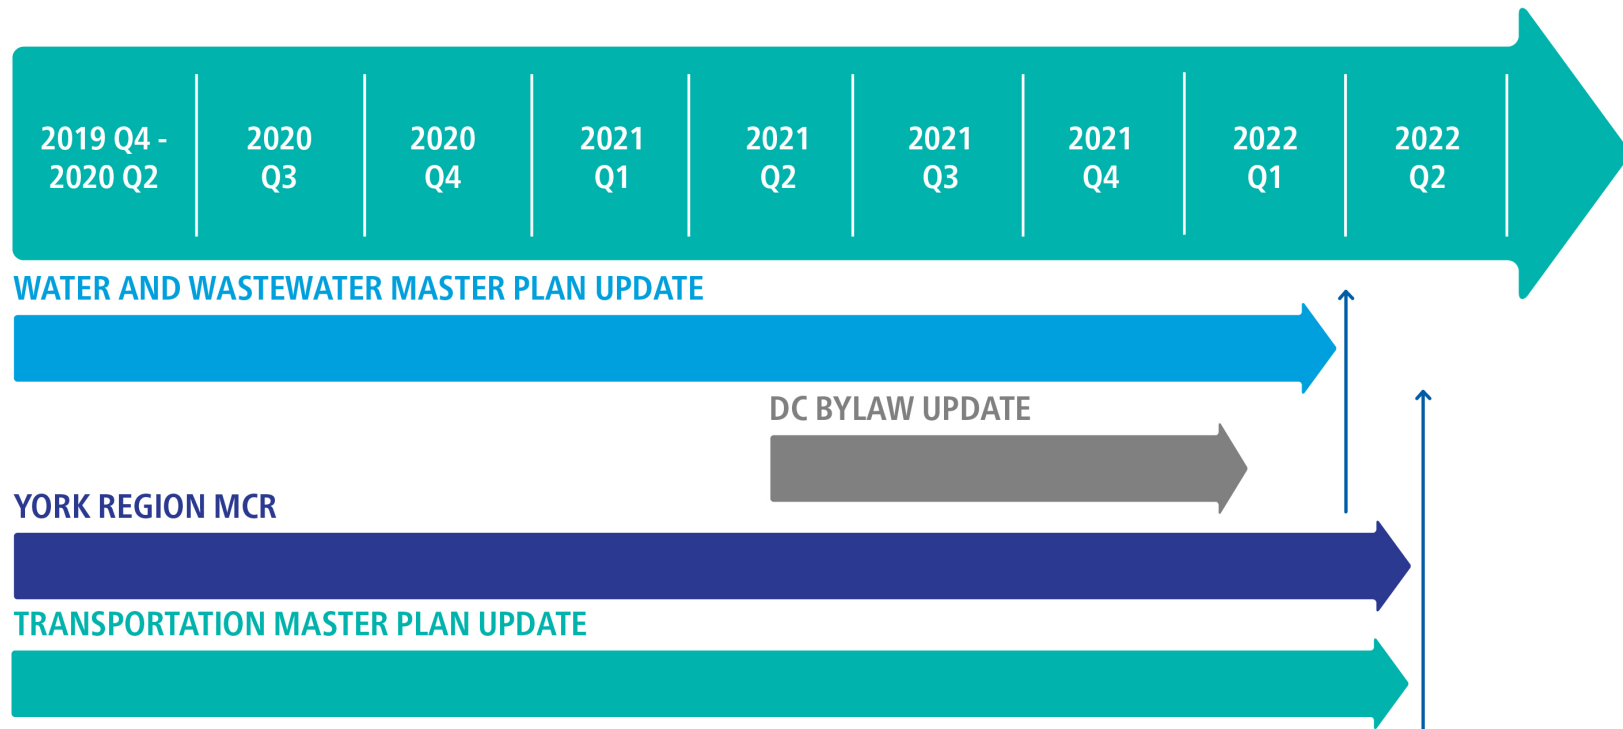 2019 Q4 -
2020 Q2
2020
Q3
2020
Q4
2021
Q1
2021
Q2
2021
Q3
2021
Q4
2022
Q1
2022
Q2
WATER AND WASTEWATER MASTER PLAN UPDATE
DC BYLAW UPDATE
YORK REGION MCR
TRANSPORTATION MASTER PLAN UPDATE